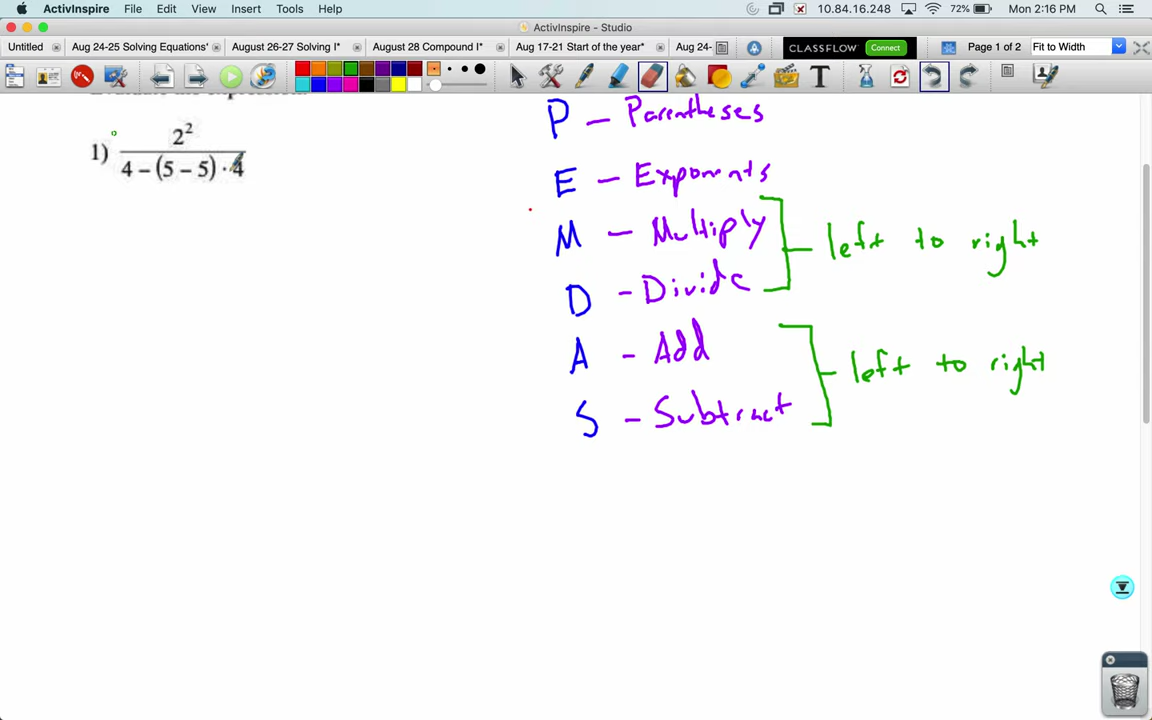 ActivInspire File Edit View Insert Tools Help 10.84.16.248 72% Mon 2:16 PM
ActivInspire - Studio
Untitled Aug 24-25 Solving Equations* August 26-27 Solving I* August 28 Compound I* Aug 17-21 Start of the year* Aug 24- CLASSFLOW Connect Page 1 of 2 Fit to Width
P – Parentheses
1) 2² / 4 – (5 – 5) · 4
E – Exponents
M – Multiply
left to right
D – Divide
A – Add
left to right
S – Subtract